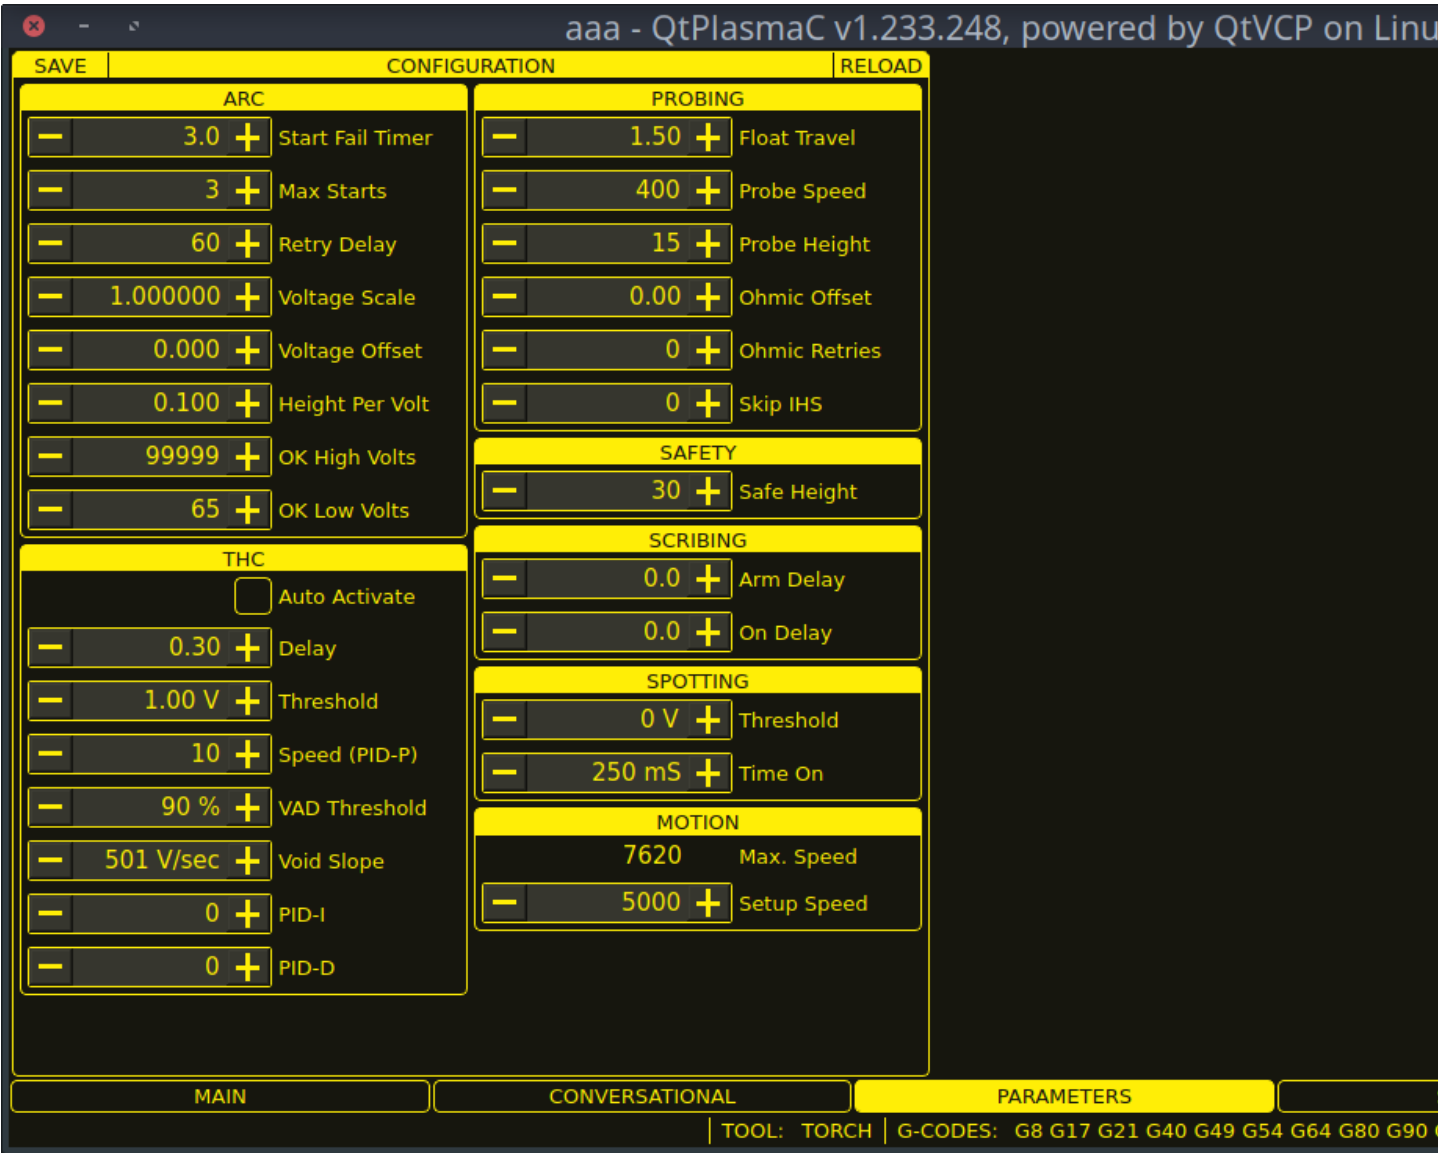 aaa - QtPlasmaC v1.233.248, powered by QtVCP on Linu
SAVE CONFIGURATION RELOAD
ARC
3.0 Start Fail Timer
3 Max Starts
60 Retry Delay
1.000000 Voltage Scale
0.000 Voltage Offset
0.100 Height Per Volt
99999 OK High Volts
65 OK Low Volts
THC
Auto Activate
0.30 Delay
1.00 V Threshold
10 Speed (PID-P)
90 % VAD Threshold
501 V/sec Void Slope
0 PID-I
0 PID-D
PROBING
1.50 Float Travel
400 Probe Speed
15 Probe Height
0.00 Ohmic Offset
0 Ohmic Retries
0 Skip IHS
SAFETY
30 Safe Height
SCRIBING
0.0 Arm Delay
0.0 On Delay
SPOTTING
0 V Threshold
250 mS Time On
MOTION
7620 Max. Speed
5000 Setup Speed
MAIN CONVERSATIONAL PARAMETERS
TOOL: TORCH G-CODES: G8 G17 G21 G40 G49 G54 G64 G80 G90